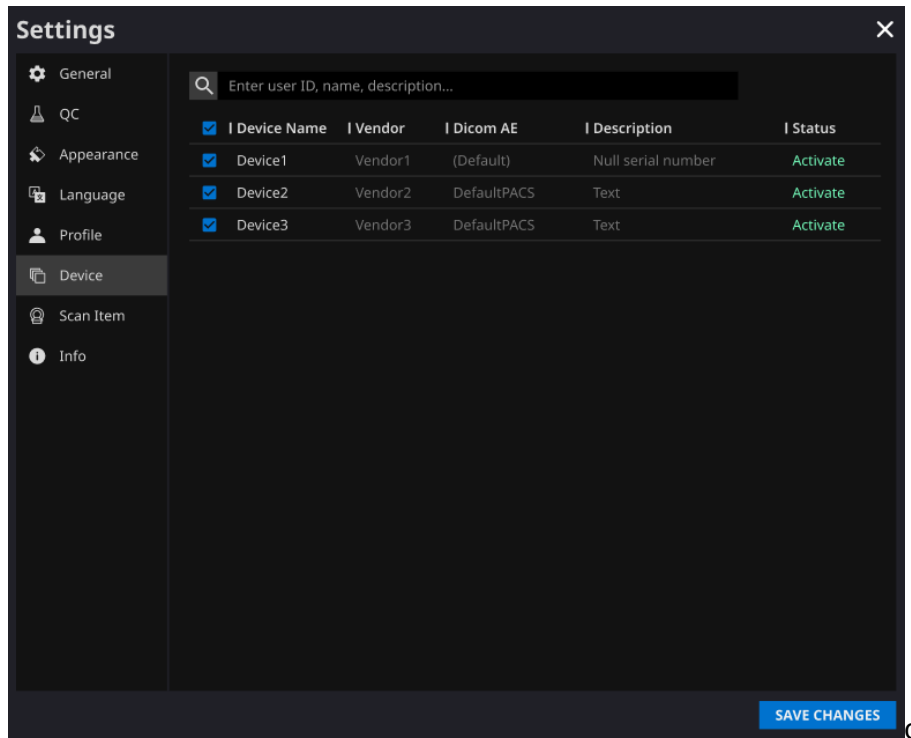 Settings
General
QC
Appearance
Language
Profile
Device
Scan Item
Info
Enter user ID, name, description...
Device Name Vendor Dicom AE Description Status
Device1 Vendor1 (Default) Null serial number Activate
Device2 Vendor2 DefaultPACS Text Activate
Device3 Vendor3 DefaultPACS Text Activate
SAVE CHANGES